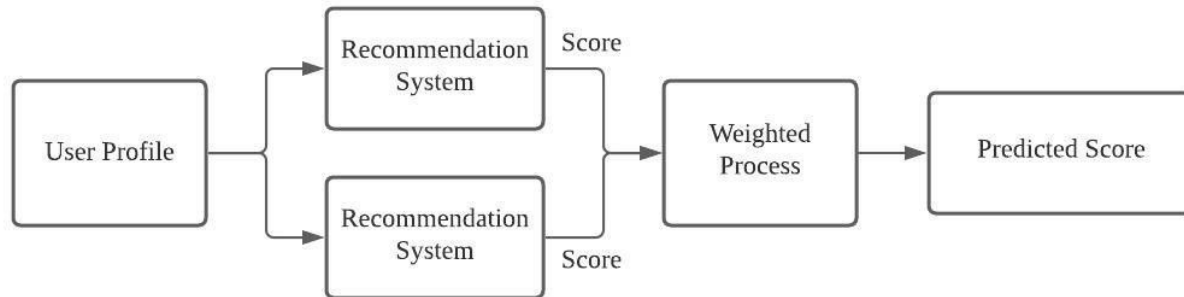 User Profile
Recommendation
System
Score
Recommendation
System
Score
Weighted
Process
Predicted Score